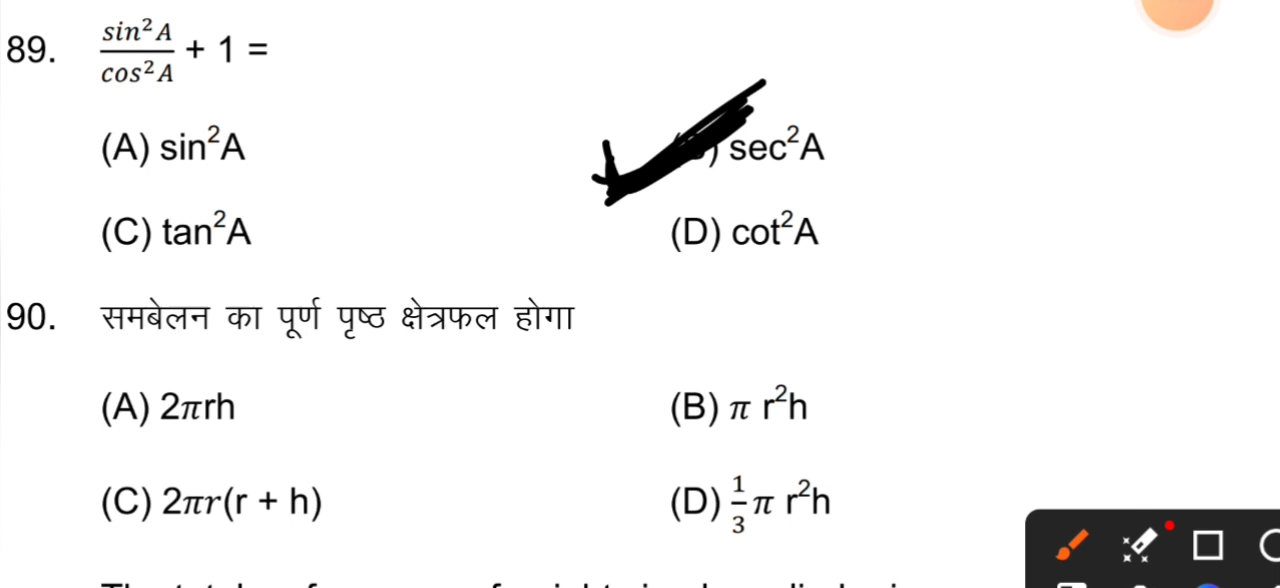 89. sin²A/cos²A + 1 =
(A) sin²A ) sec²A
(C) tan²A (D) cot²A
90. समबेलन का पूर्ण पृष्ठ क्षेत्रफल होगा
(A) 2πrh (B) π r²h
(C) 2πr(r + h) (D) 1/3 π r²h